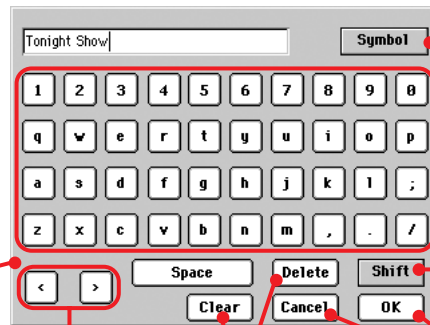 Tonight Show
Symbol
1 2 3 4 5 6 7 8 9 0
q w e r t y u i o p
a s d f g h j k l ;
z x c v b n m , . /
< > Space Delete Shift
Clear Cancel OK